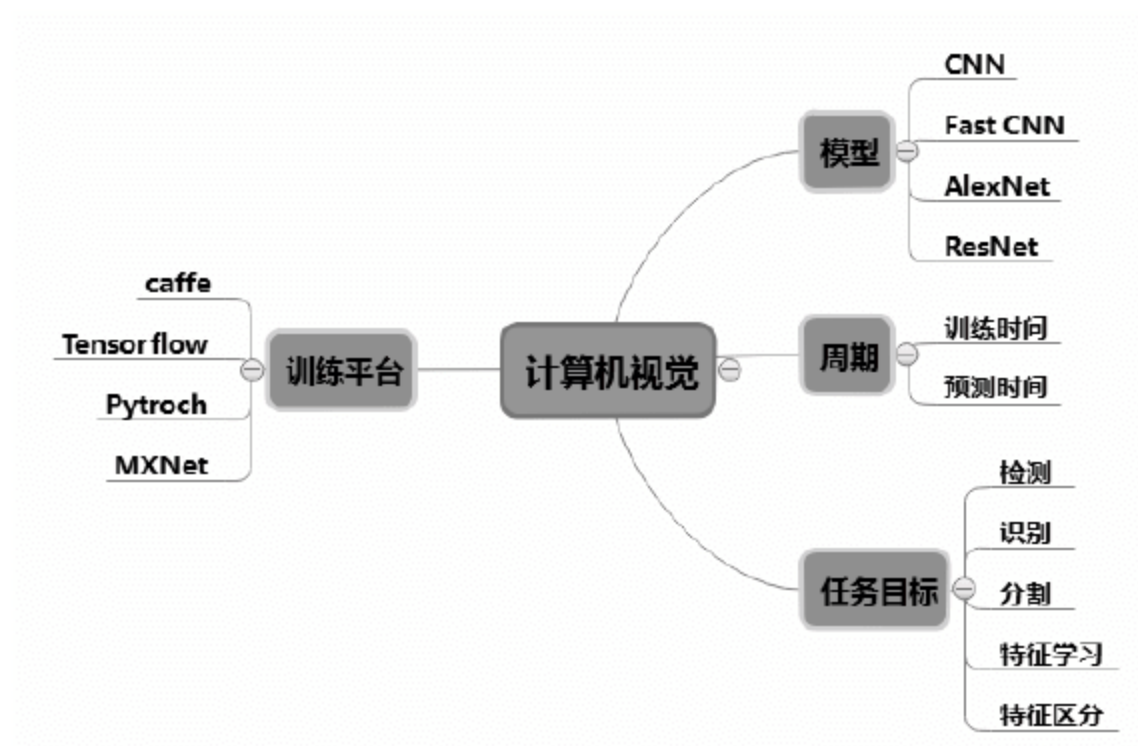 计算机视觉
模型
CNN
Fast CNN
AlexNet
ResNet
周期
训练时间
预测时间
任务目标
检测
识别
分割
特征学习
特征区分
训练平台
caffe
Tensorflow
Pytroch
MXNet